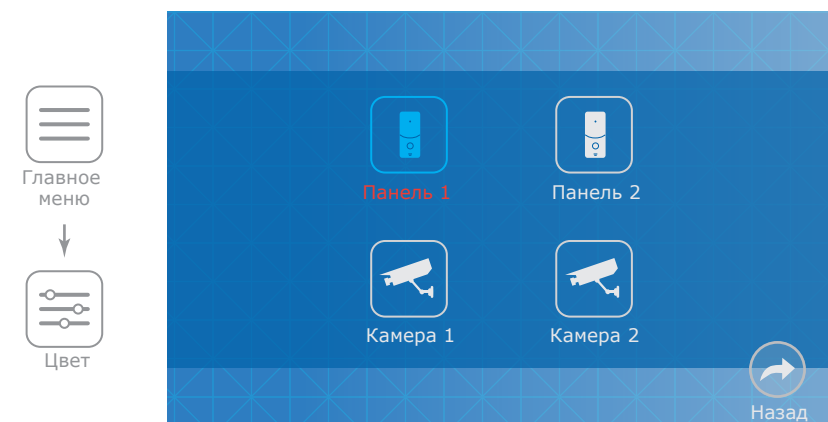 Главное
меню
Цвет
Панель 1
Панель 2
Камера 1
Камера 2
Назад